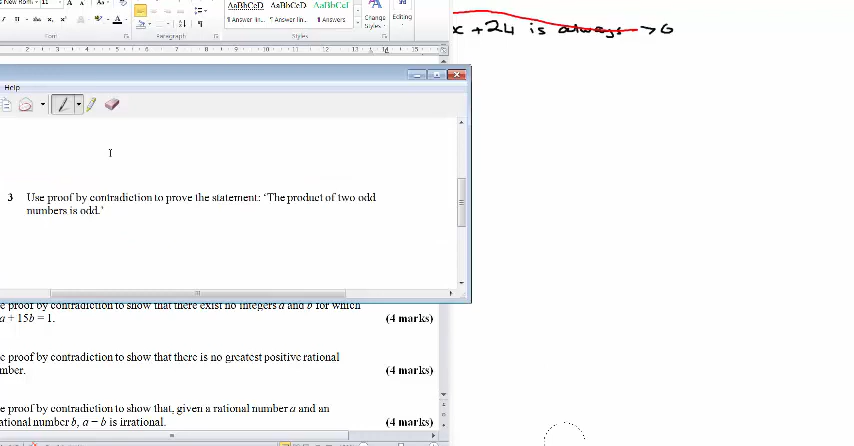 AaBbCcD AaBbCcD AaBbCcI
¶ Answer lin... ¶ Answer lin... ¶ Answers
Change Styles
Editing
Font
Paragraph
Styles
x + 24 is always > 0
Help
3 Use proof by contradiction to prove the statement: ‘The product of two odd
numbers is odd.’
e proof by contradiction to show that there exist no integers a and b for which
a + 15b = 1. (4 marks)
e proof by contradiction to show that there is no greatest positive rational
mber. (4 marks)
e proof by contradiction to show that, given a rational number a and an
ational number b, a − b is irrational. (4 marks)